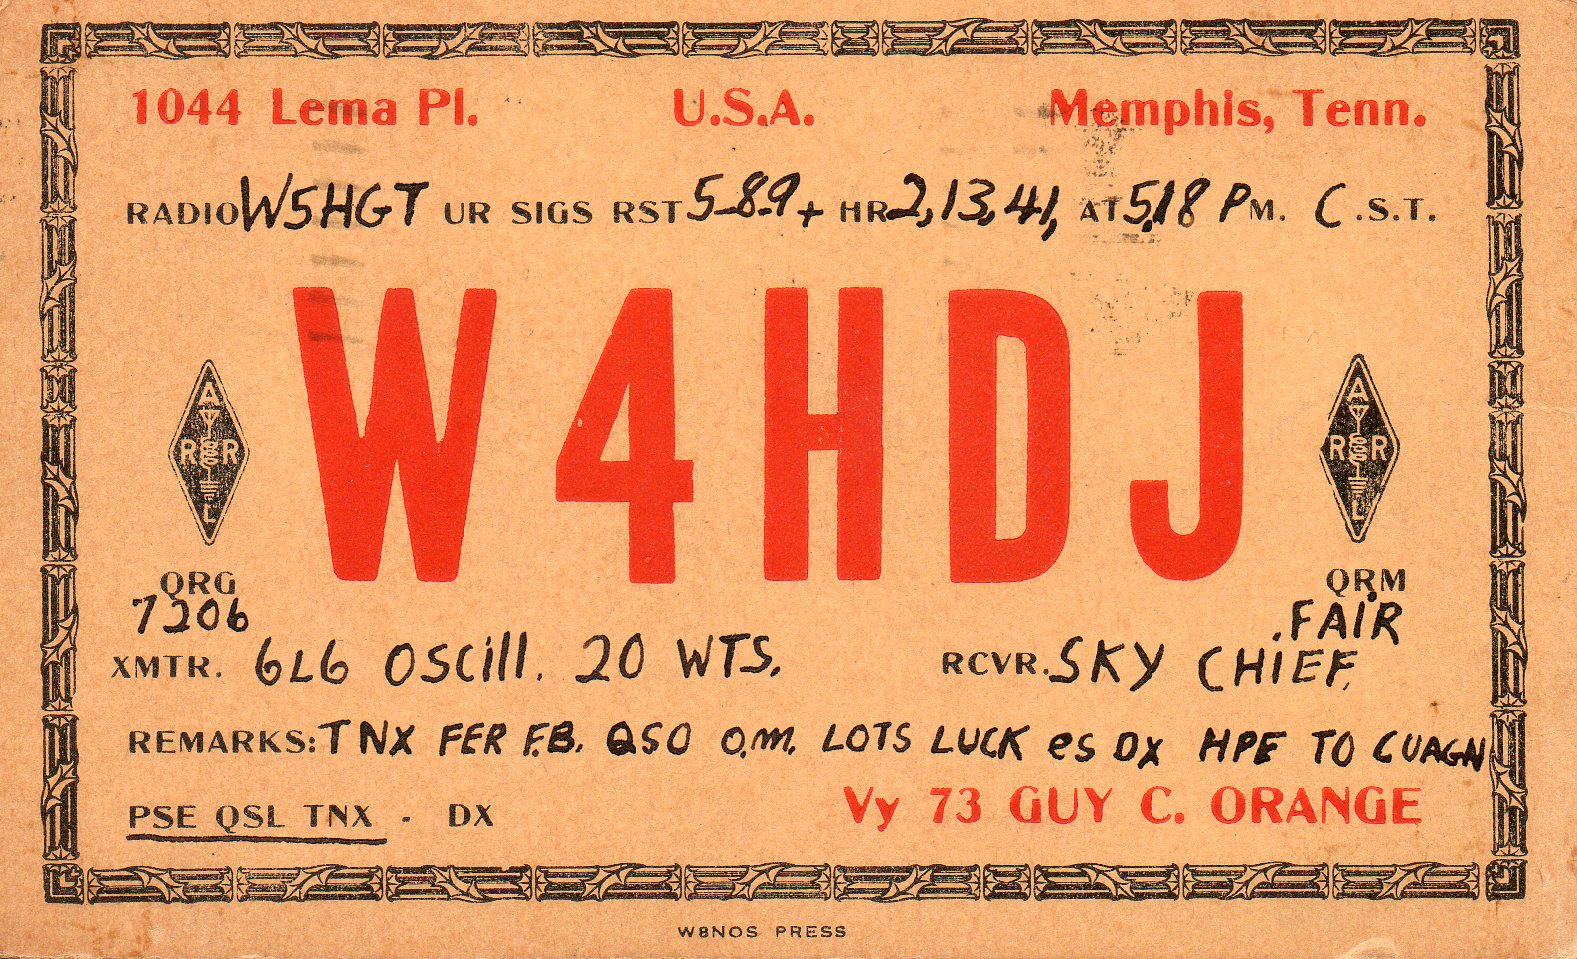 1044 Lema Pl. U.S.A. Memphis, Tenn.
RADIO W5HGT UR SIGS RST 5-8-9+ HR 2,13,41, AT 5,18 PM. C.S.T.
W4HDJ
A R R L
A R R L
QRG
7206
QRM
FAIR
XMTR. 6L6 OSCill. 20 WTS. RCVR. SKY CHIEF.
REMARKS: TNX FER F.B. QSO O.M. LOTS LUCK es DX HPE TO CUAGN
PSE QSL TNX - DX Vy 73 GUY C. ORANGE
W8NOS PRESS